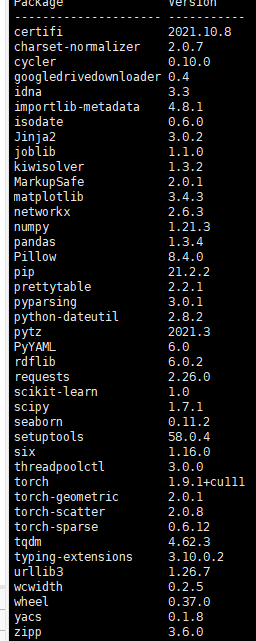 Package Version
--------------------- -----------
certifi 2021.10.8
charset-normalizer 2.0.7
cycler 0.10.0
googledrivedownloader 0.4
idna 3.3
importlib-metadata 4.8.1
isodate 0.6.0
Jinja2 3.0.2
joblib 1.1.0
kiwisolver 1.3.2
MarkupSafe 2.0.1
matplotlib 3.4.3
networkx 2.6.3
numpy 1.21.3
pandas 1.3.4
Pillow 8.4.0
pip 21.2.2
prettytable 2.2.1
pyparsing 3.0.1
python-dateutil 2.8.2
pytz 2021.3
PyYAML 6.0
rdflib 6.0.2
requests 2.26.0
scikit-learn 1.0
scipy 1.7.1
seaborn 0.11.2
setuptools 58.0.4
six 1.16.0
threadpoolctl 3.0.0
torch 1.9.1+cu111
torch-geometric 2.0.1
torch-scatter 2.0.8
torch-sparse 0.6.12
tqdm 4.62.3
typing-extensions 3.10.0.2
urllib3 1.26.7
wcwidth 0.2.5
wheel 0.37.0
yacs 0.1.8
zipp 3.6.0